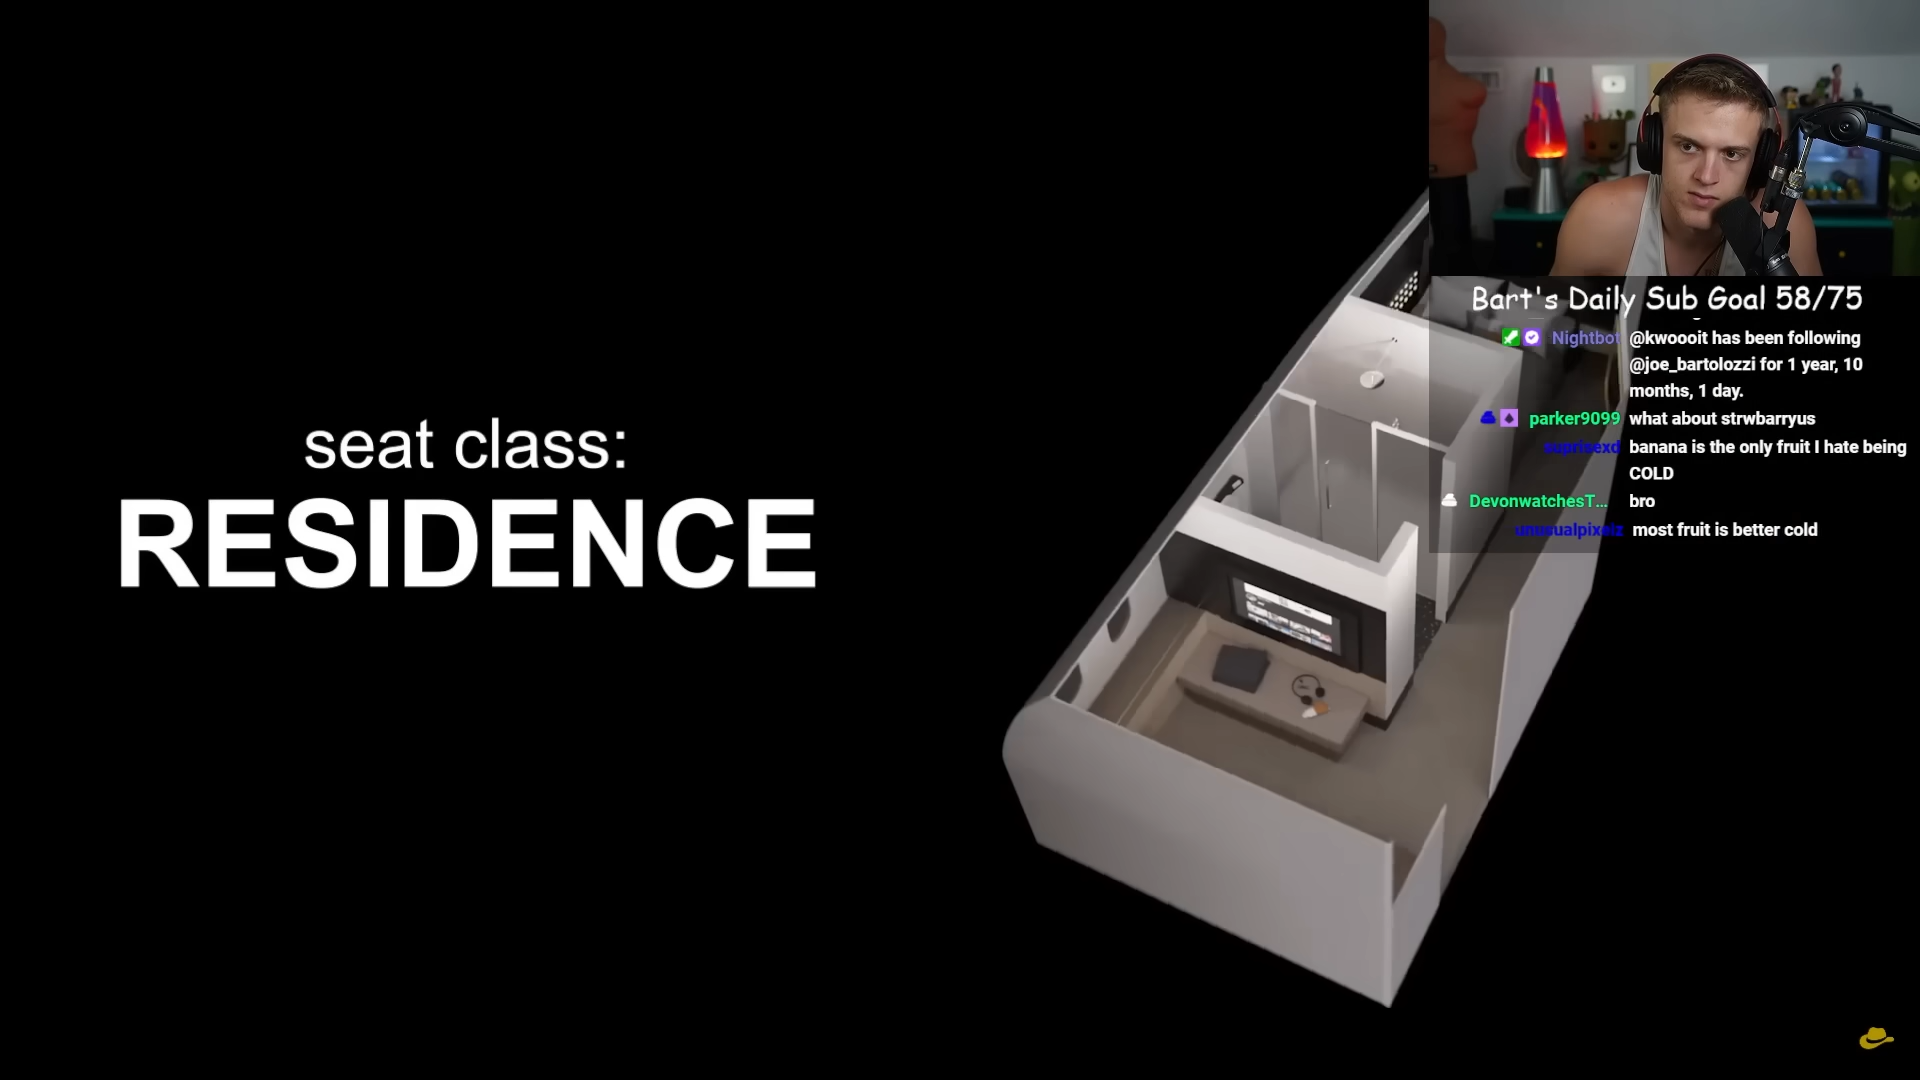 seat class:
RESIDENCE
Bart's Daily Sub Goal 58/75
Nightbot @kwoooit has been following
@joe_bartolozzi for 1 year, 10
months, 1 day.
parker9099 what about strwbarryus
suprisexd banana is the only fruit I hate being
COLD
DevonwatchesT... bro
unusualpixelz most fruit is better cold